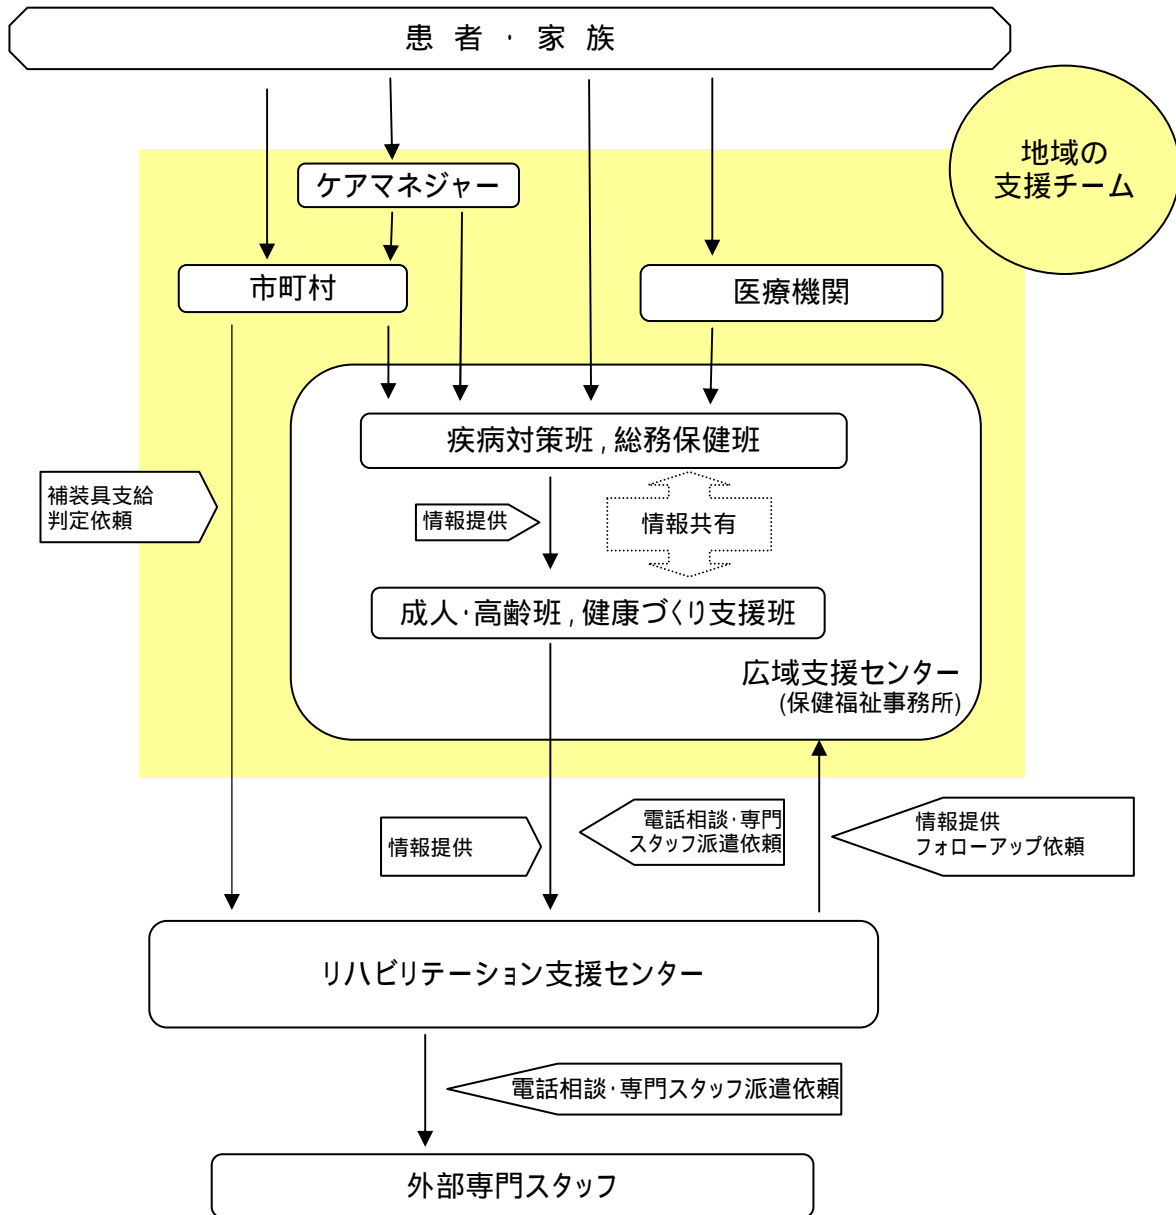 患者・家族
地域の
支援チーム
ケアマネジャー
市町村
医療機関
疾病対策班,総務保健班
補装具支給
判定依頼
情報提供
情報共有
成人・高齢班,健康づくり支援班
広域支援センター
(保健福祉事務所)
情報提供
電話相談・専門
スタッフ派遣依頼
情報提供
フォローアップ依頼
リハビリテーション支援センター
電話相談・専門スタッフ派遣依頼
外部専門スタッフ